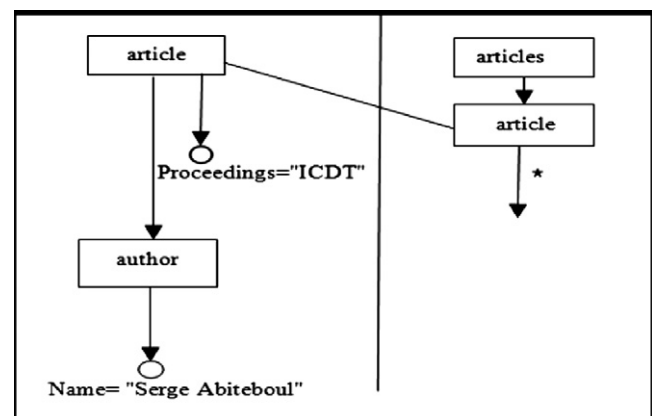 article
Proceedings="ICDT"
author
Name= "Serge Abiteboul"
articles
article
*